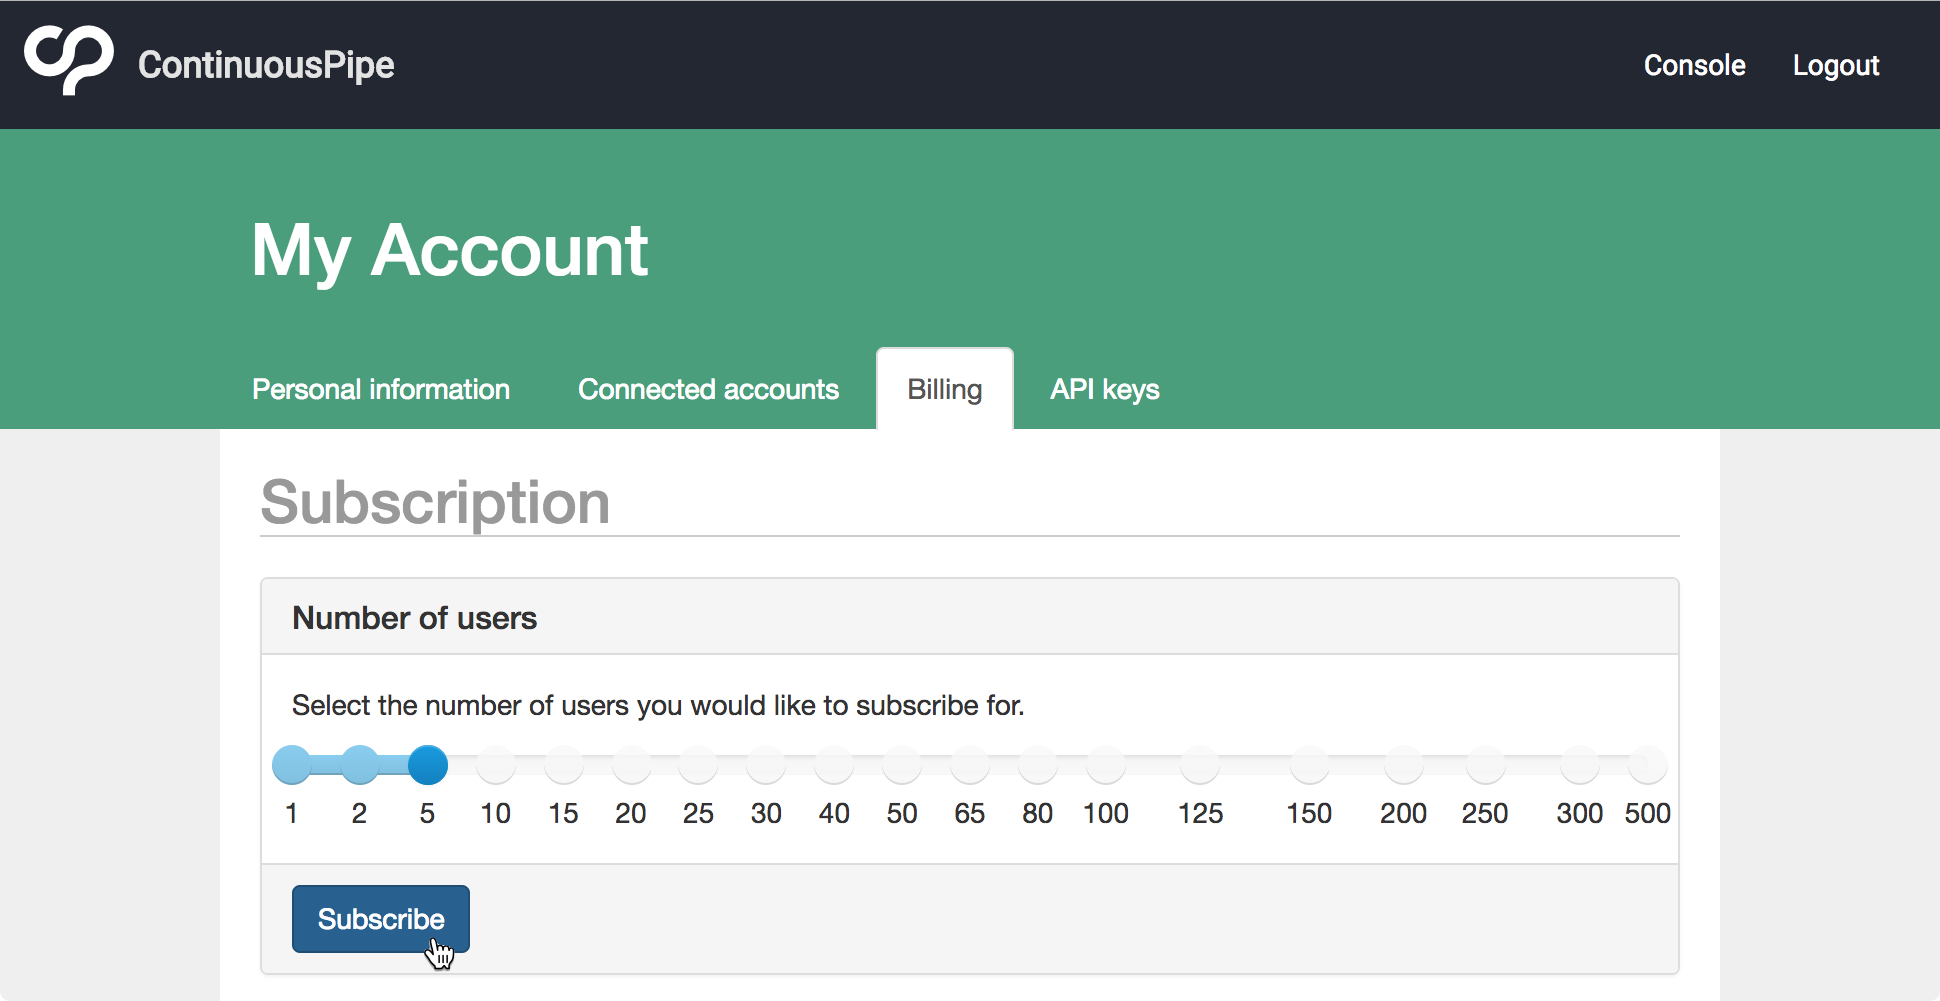 ContinuousPipe
Console Logout
My Account
Personal information Connected accounts Billing API keys
Subscription
Number of users
Select the number of users you would like to subscribe for.
1 2 5 10 15 20 25 30 40 50 65 80 100 125 150 200 250 300 500
Subscribe